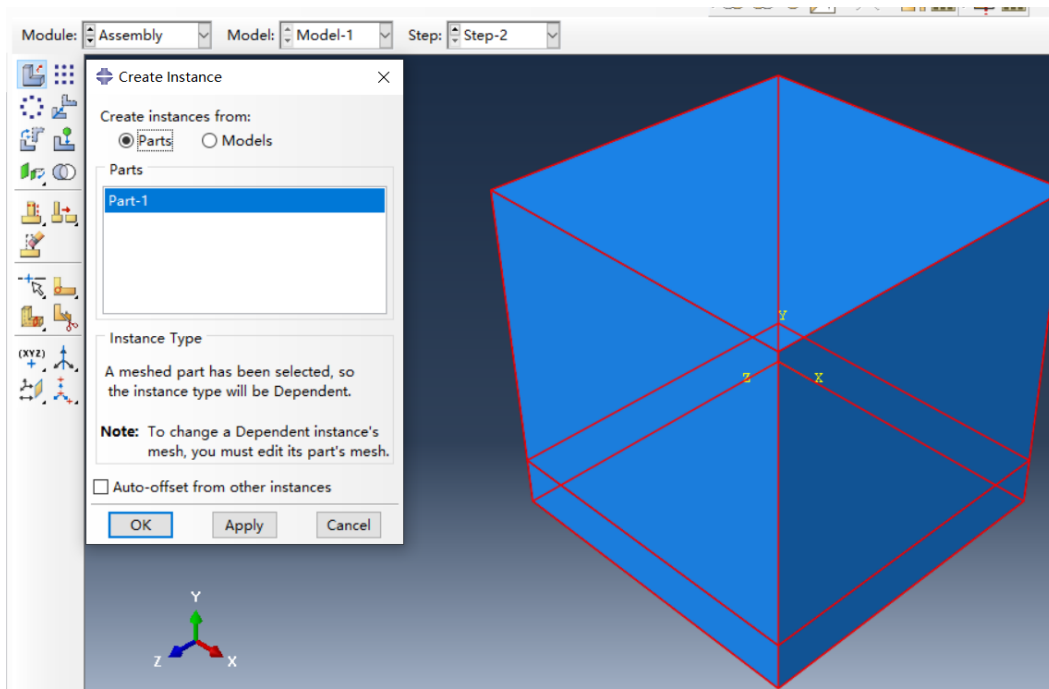 Module: Assembly Model: Model-1 Step: Step-2
Create Instance
Create instances from:
Parts Models
Parts
Part-1
Instance Type
A meshed part has been selected, so
the instance type will be Dependent.
Note: To change a Dependent instance's
mesh, you must edit its part's mesh.
Auto-offset from other instances
OK Apply Cancel
(XYZ)
Y
Z X
Y
Z X